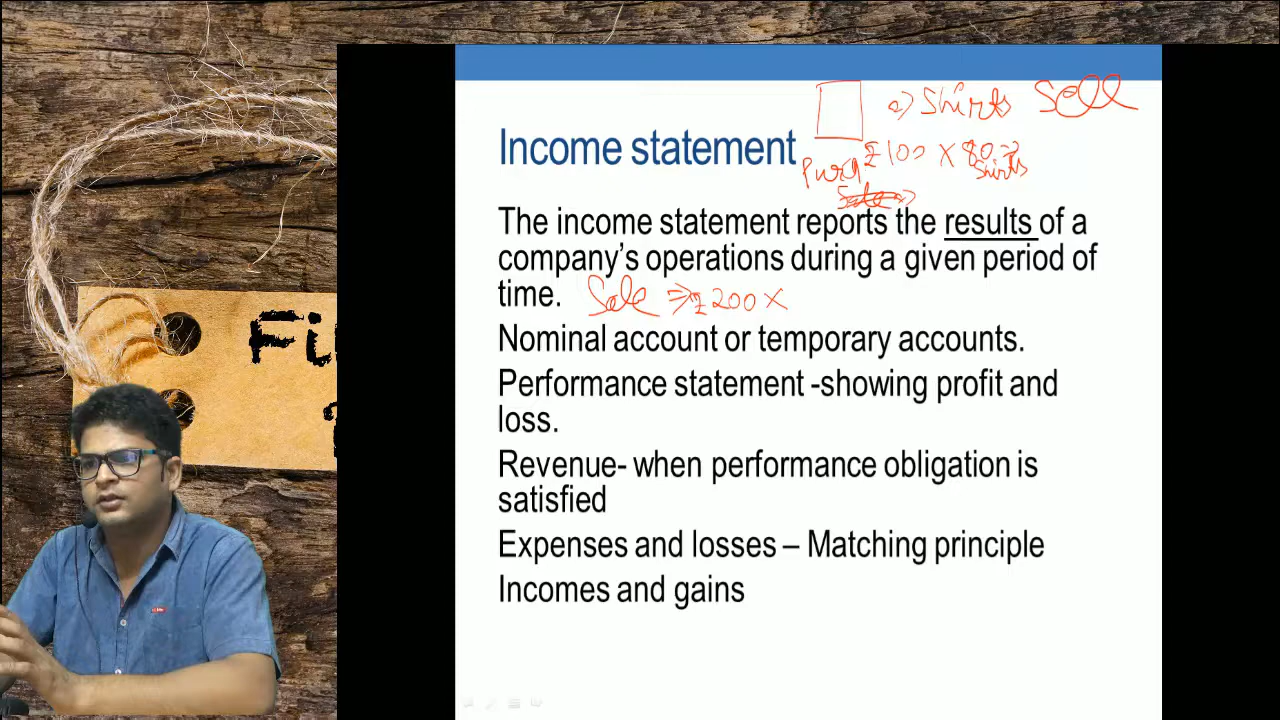 a) Shirts Sell
Income statement
Purch ₹100 × 
Shirts
The income statement reports the results of a
company's operations during a given period of
time. Sale ⇒ ₹200 ×
Nominal account or temporary accounts.
Performance statement -showing profit and
loss.
Revenue- when performance obligation is
satisfied
Expenses and losses – Matching principle
Incomes and gains
Fi